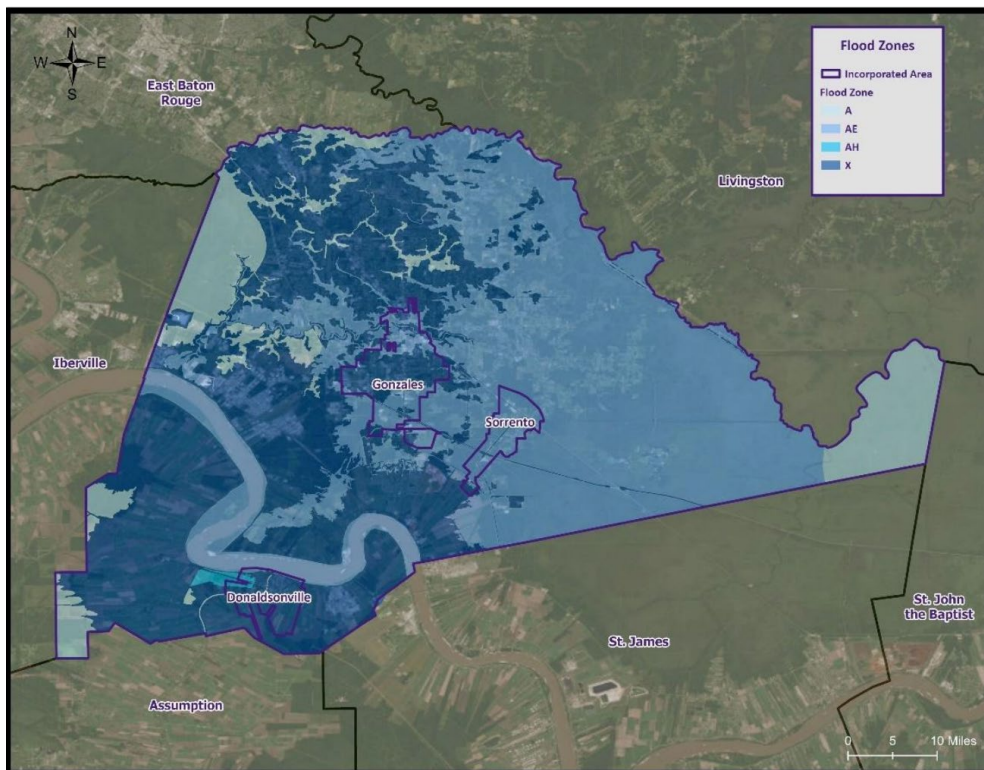 N
W E
S
East Baton
Rouge
Flood Zones
Incorporated Area
Flood Zone
A
AE
AH
X
Livingston
Iberville
Gonzales
Sorrento
Donaldsonville
St. James
St. John
the Baptist
Assumption
0 5 10 Miles